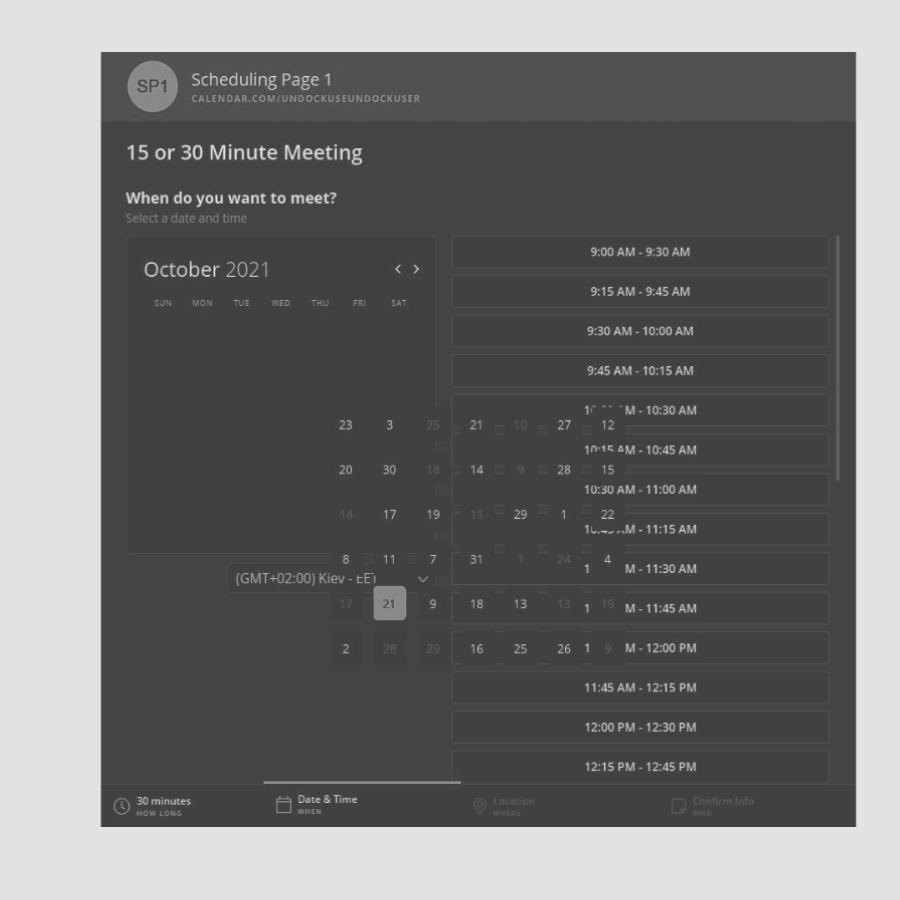 SP1
Scheduling Page 1
CALENDAR.COM/UNDOCKUSEUNDOCKUSER
15 or 30 Minute Meeting
When do you want to meet?
Select a date and time
October 2021
SUN MON TUE WED THU FRI SAT
9:00 AM - 9:30 AM
9:15 AM - 9:45 AM
9:30 AM - 10:00 AM
9:45 AM - 10:15 AM
M - 10:30 AM
23 3 25 21 10 27 12
10:15 AM - 10:45 AM
20 30 18 14 9 28 15
10:30 AM - 11:00 AM
14 17 19 11 29 1 22
M - 11:15 AM
8 11 7 31 1 24 4
1 M - 11:30 AM
(GMT+02:00) Kiev -
17 21 9 18 13 13 19
1 M - 11:45 AM
2 28 29 16 25 26 9
1 M - 12:00 PM
11:45 AM - 12:15 PM
12:00 PM - 12:30 PM
12:15 PM - 12:45 PM
30 minutes
HOW LONG
Date & Time
WHEN
Location
WHERE
Confirm Info
WHO